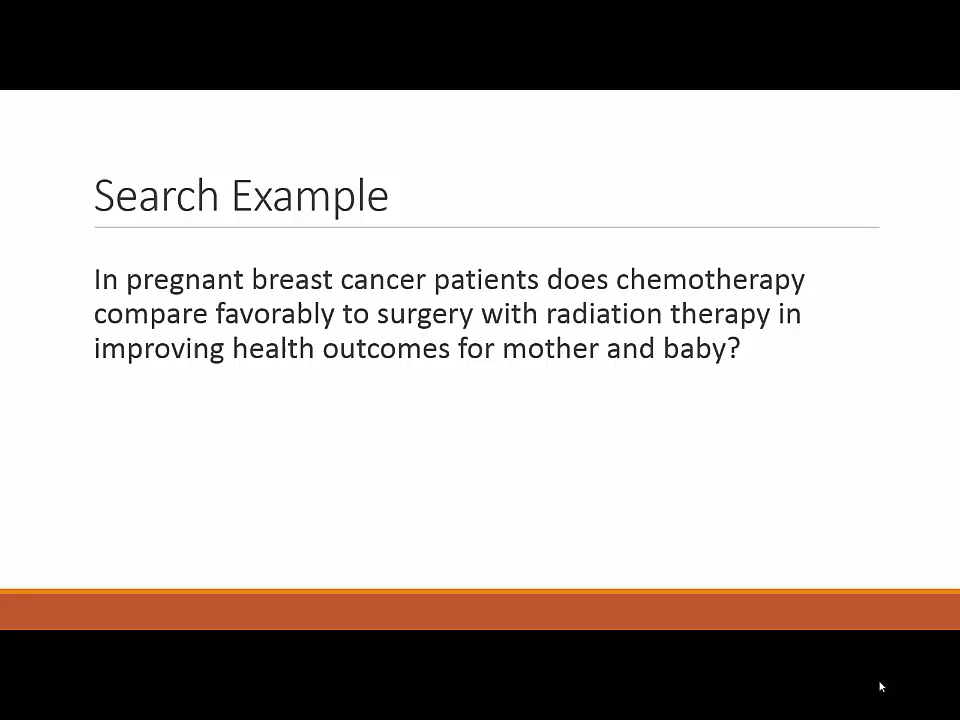 Search Example
In pregnant breast cancer patients does chemotherapy
compare favorably to surgery with radiation therapy in
improving health outcomes for mother and baby?